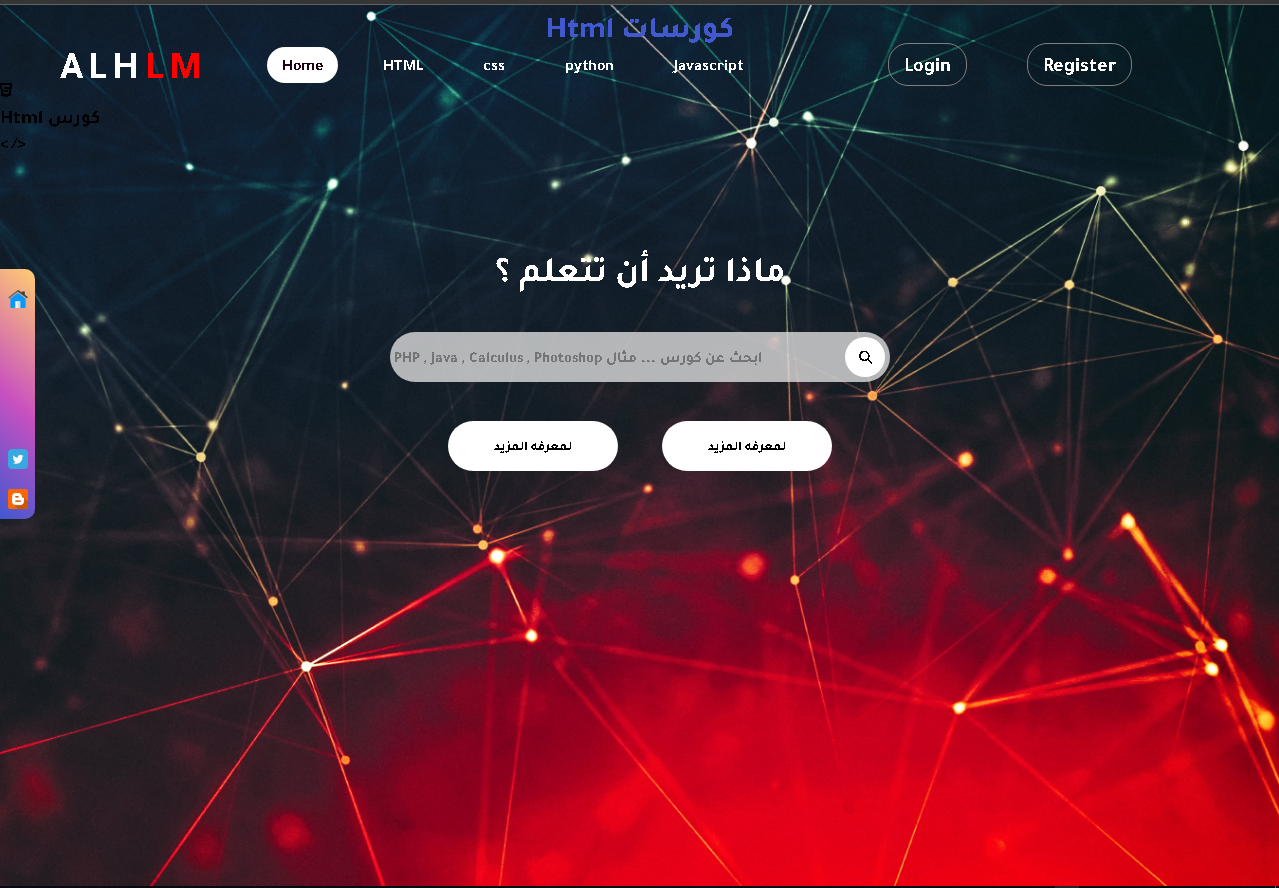 كورسات Html
ALHLM Home HTML css python Javascript Login Register
كورس Html
</>
ماذا تريد أن تتعلم ؟
ابحث عن كورس ... مثال PHP , Java , Calculus , Photoshop
لمعرفه المزيد لمعرفه المزيد